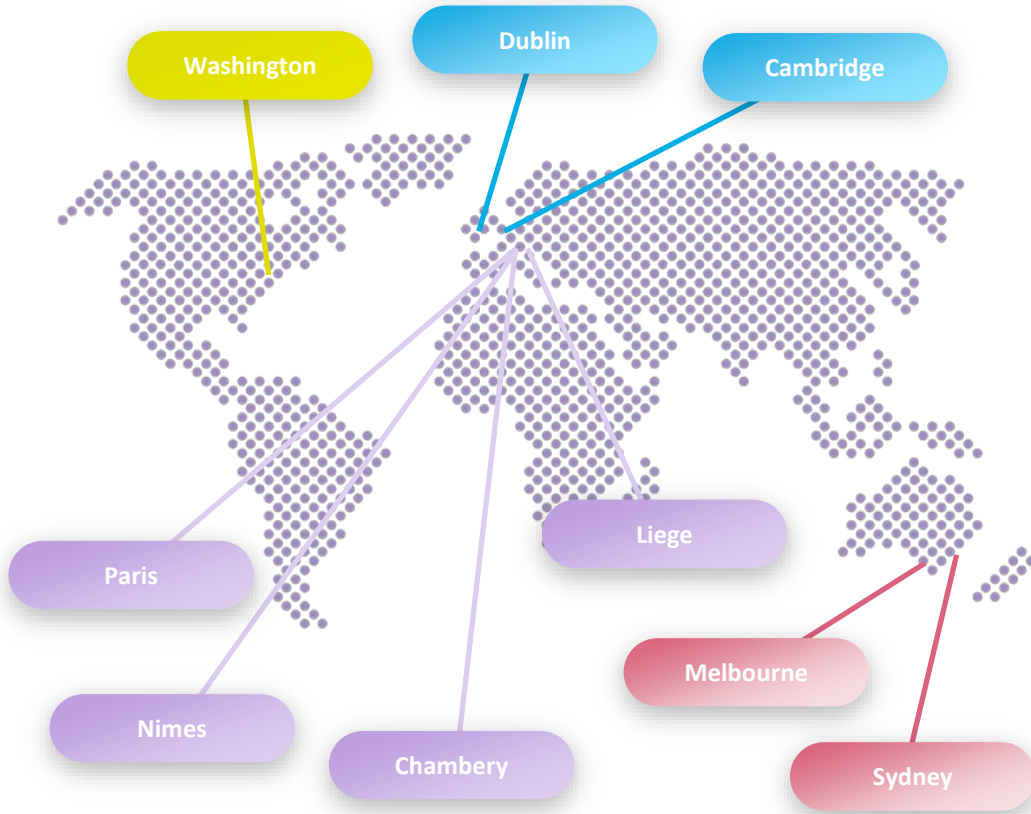 Dublin
Washington
Cambridge
Liege
Paris
Melbourne
Nimes
Chambery
Sydney